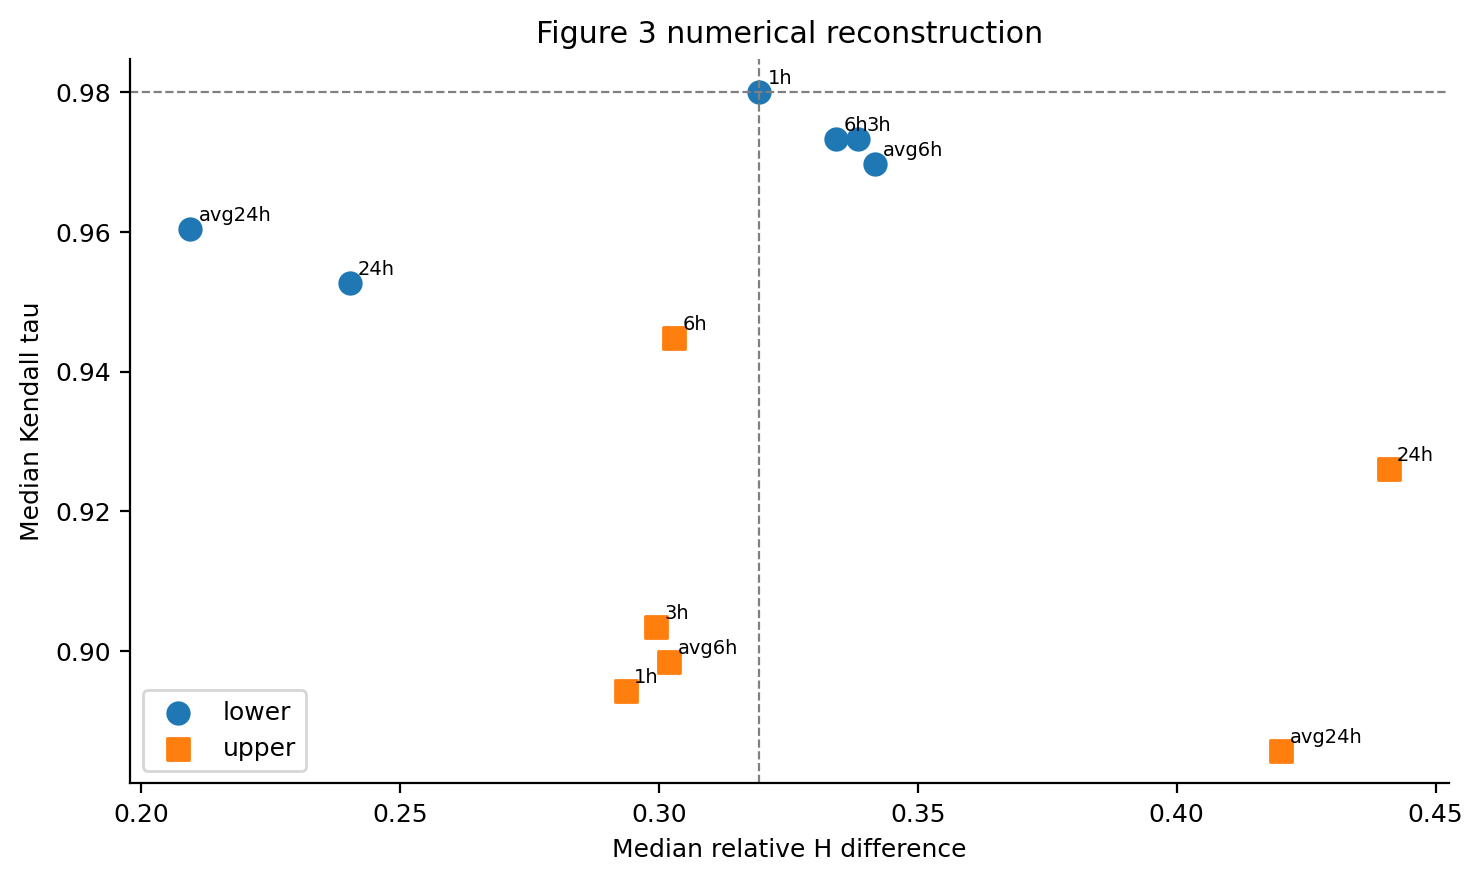 Figure 3 numerical reconstruction
Median Kendall tau
0.98
0.96
0.94
0.92
0.90
1h
6h
3h
avg6h
avg24h
24h
6h
24h
3h
avg6h
1h
avg24h
lower
upper
0.20
0.25
0.30
0.35
0.40
0.45
Median relative H difference